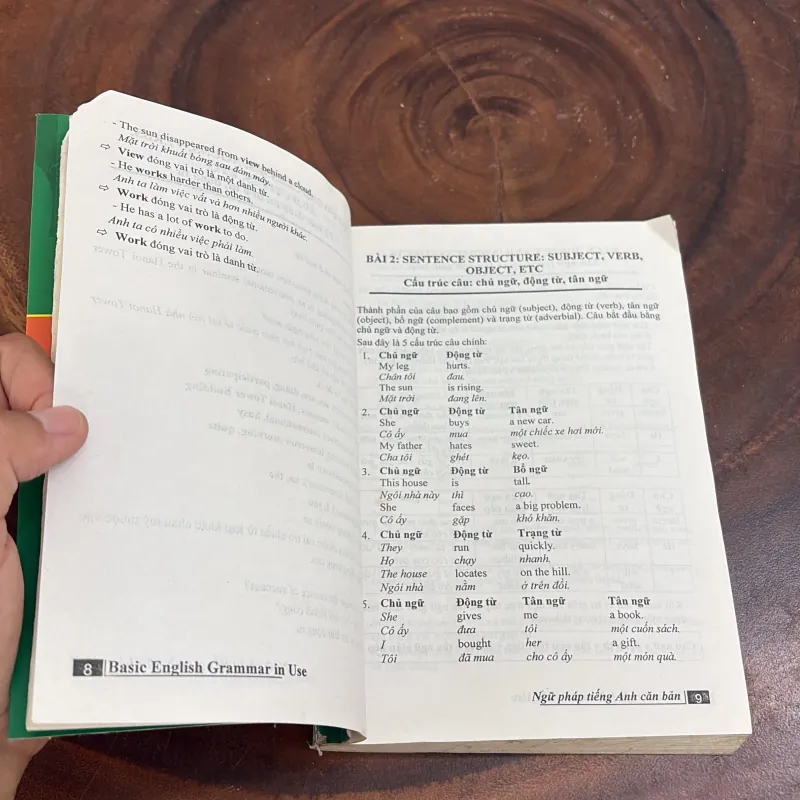 - The sun disappeared from view behind a cloud.
Mặt trời khuất bóng sau đám mây.
⇨ View đóng vai trò là một danh từ.
- He works harder than others.
Anh ta làm việc vất vả hơn nhiều người khác.
⇨ Work đóng vai trò là động từ.
- He has a lot of work to do.
Anh ta có nhiều việc phải làm.
⇨ Work đóng vai trò là danh từ.
8 Basic English Grammar in Use
BÀI 2: SENTENCE STRUCTURE: SUBJECT, VERB,
OBJECT, ETC
Cấu trúc câu: chủ ngữ, động từ, tân ngữ
Thành phần của câu bao gồm chủ ngữ (subject), động từ (verb), tân ngữ
(object), bổ ngữ (complement) và trạng từ (adverbial). Câu bắt đầu bằng
chủ ngữ và động từ.
Sau đây là 5 cấu trúc câu chính:
1. Chủ ngữ Động từ
My leg hurts.
Chân tôi đau.
The sun is rising.
Mặt trời đang lên.
2. Chủ ngữ Động từ Tân ngữ
She buys a new car.
Cô ấy mua một chiếc xe hơi mới.
My father hates sweet.
Cha tôi ghét kẹo.
3. Chủ ngữ Động từ Bổ ngữ
This house is tall.
Ngôi nhà này thì cao.
She faces a big problem.
Cô ấy gặp khó khăn.
4. Chủ ngữ Động từ Trạng từ
They run quickly.
Họ chạy nhanh.
The house locates on the hill.
Ngôi nhà nằm ở trên đồi.
5. Chủ ngữ Động từ Tân ngữ Tân ngữ
She gives me a book.
Cô ấy đưa tôi một cuốn sách.
I bought her a gift.
Tôi đã mua cho cô ấy một món quà.
Ngữ pháp tiếng Anh căn bản 9